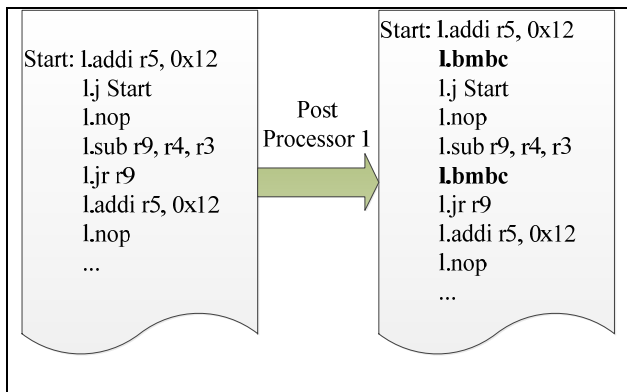 Start: l.addi r5, 0x12
l.j Start
l.nop
l.sub r9, r4, r3
l.jr r9
l.addi r5, 0x12
l.nop
...
Post
Processor 1
Start: l.addi r5, 0x12
l.bmbc
l.j Start
l.nop
l.sub r9, r4, r3
l.bmbc
l.jr r9
l.addi r5, 0x12
l.nop
...